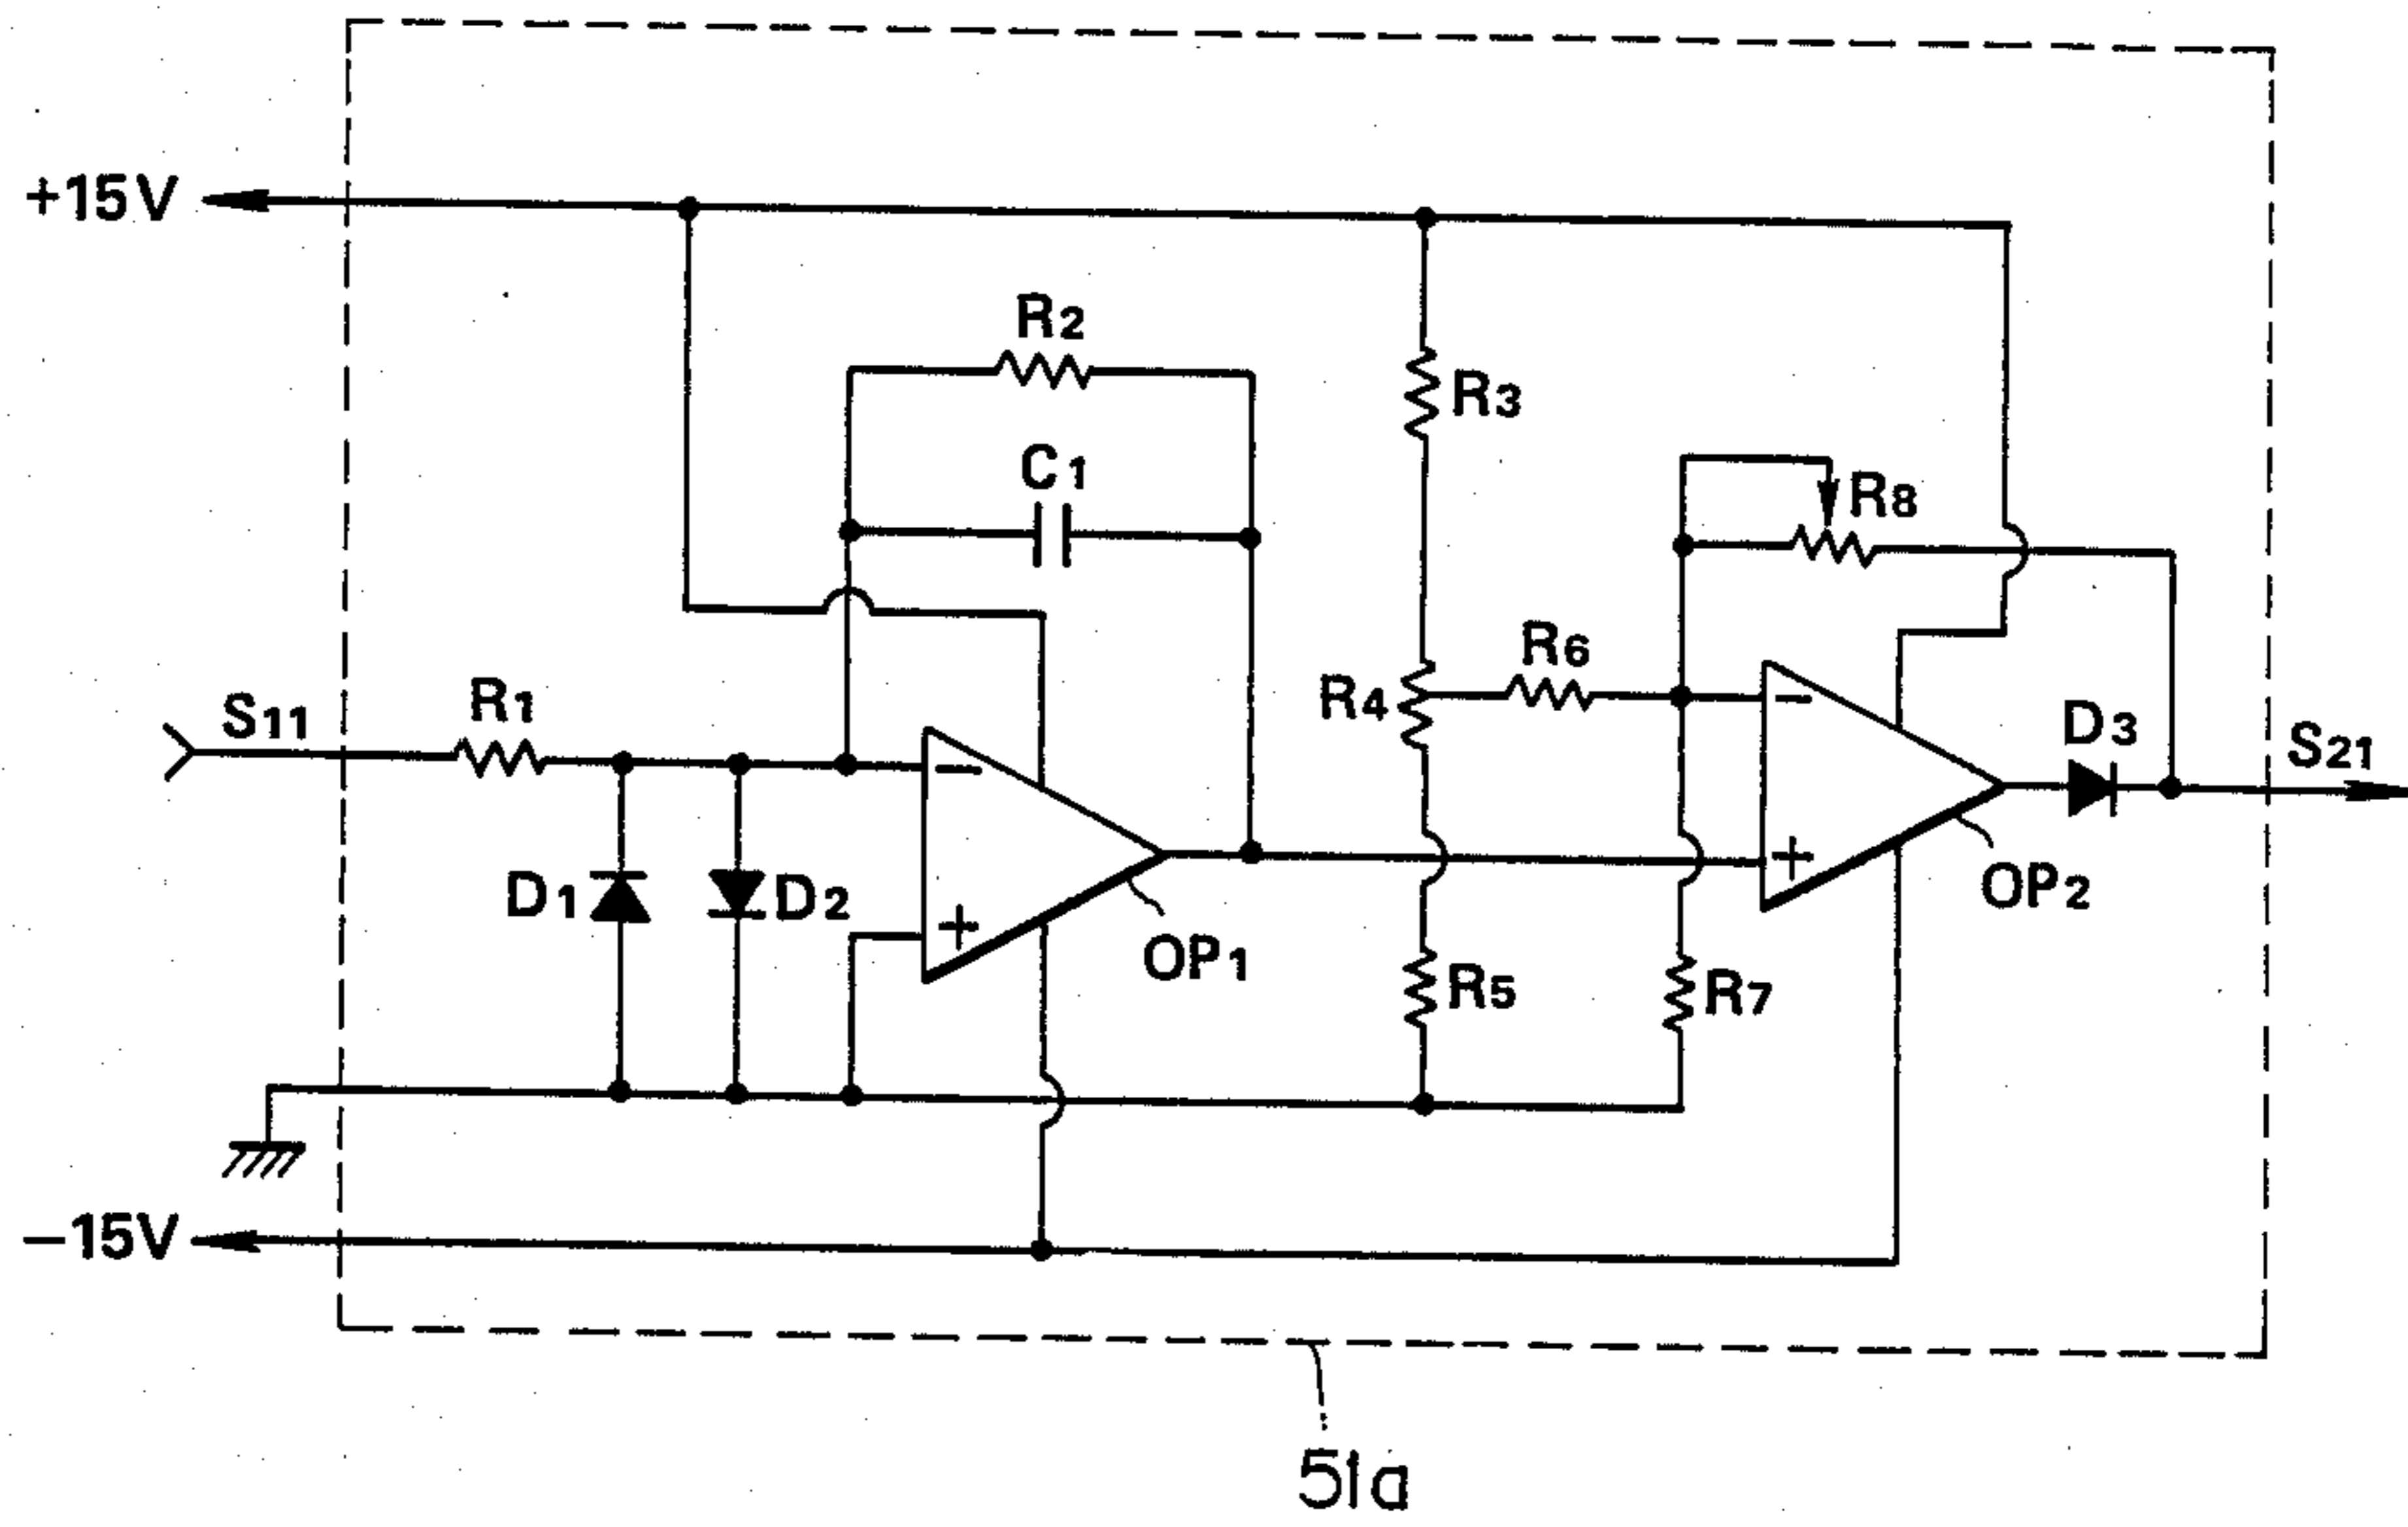 +15V
R2
R3
C1
R8
R6
R4
R1
S11
D3
S21
D1
D2
OP2
OP1
R5
R7
−15V
51a